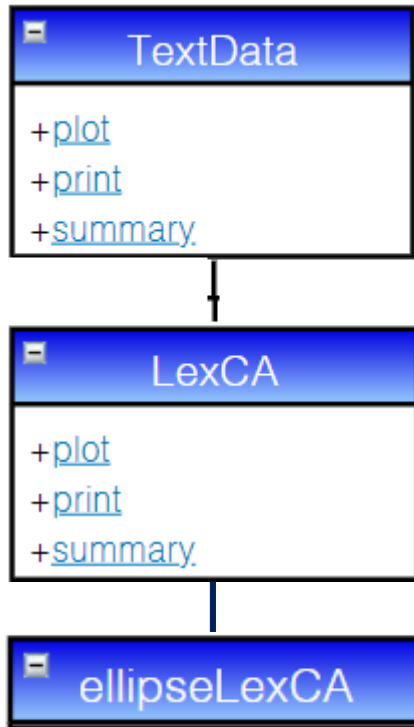 TextData
+plot
+print
+summary
LexCA
+plot
+print
+summary
ellipseLexCA